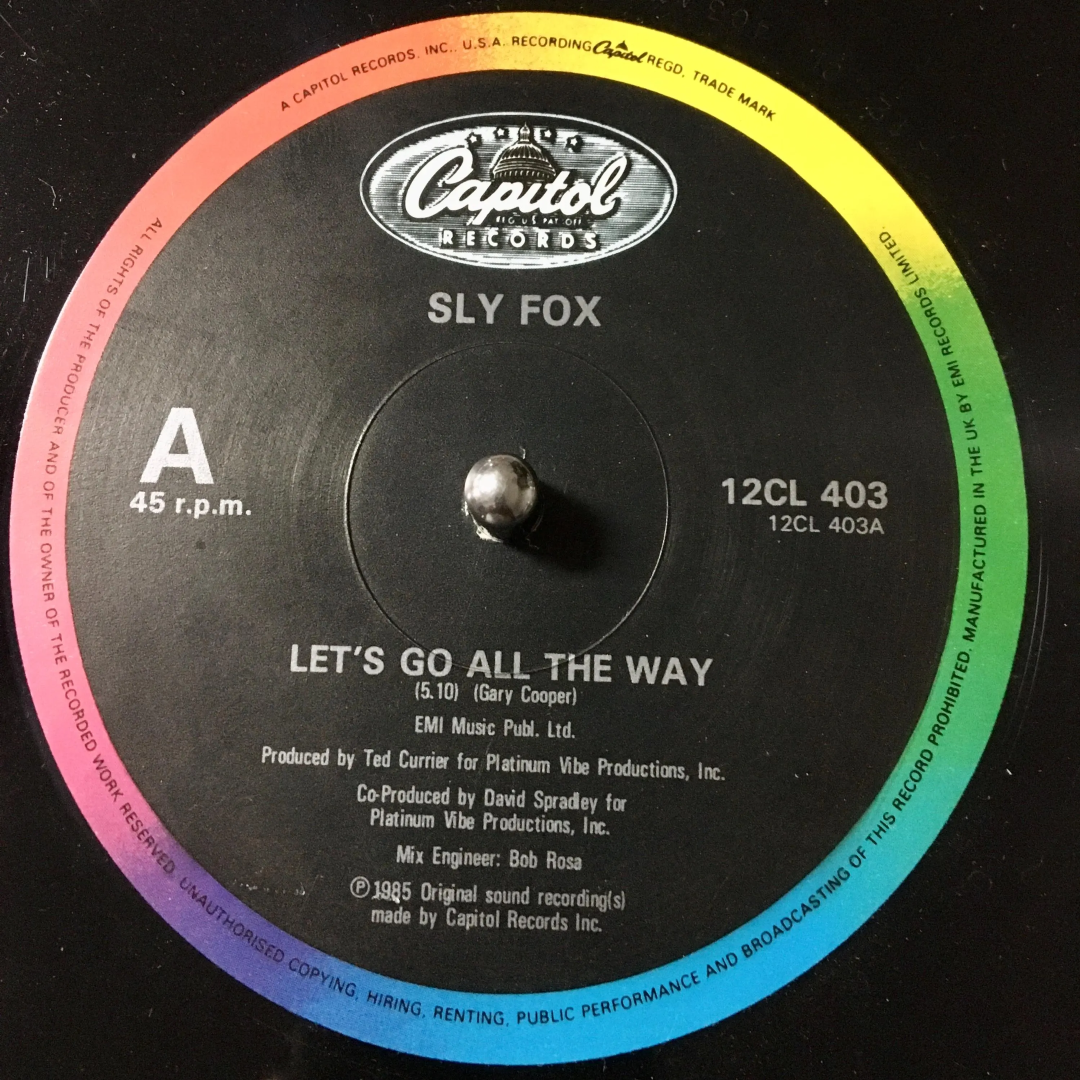 A CAPITOL RECORDS, INC., U.S.A. RECORDING Capitol REGD. TRADE MARK
Capitol
REG. U.S. PAT. OFF.
RECORDS
SLY FOX
A
45 r.p.m.
12CL 403
12CL 403A
LET'S GO ALL THE WAY
(5.10) (Gary Cooper)
EMI Music Publ. Ltd.
Produced by Ted Currier for Platinum Vibe Productions, Inc.
Co-Produced by David Spradley for
Platinum Vibe Productions, Inc.
Mix Engineer: Bob Rosa
℗ 1985 Original sound recording(s)
made by Capitol Records Inc.
ALL RIGHTS OF THE PRODUCER AND OF THE OWNER OF THE RECORDED WORK RESERVED. UNAUTHORISED COPYING, HIRING, RENTING, PUBLIC PERFORMANCE AND BROADCASTING OF THIS RECORD PROHIBITED. MANUFACTURED IN THE UK BY EMI RECORDS LIMITED.